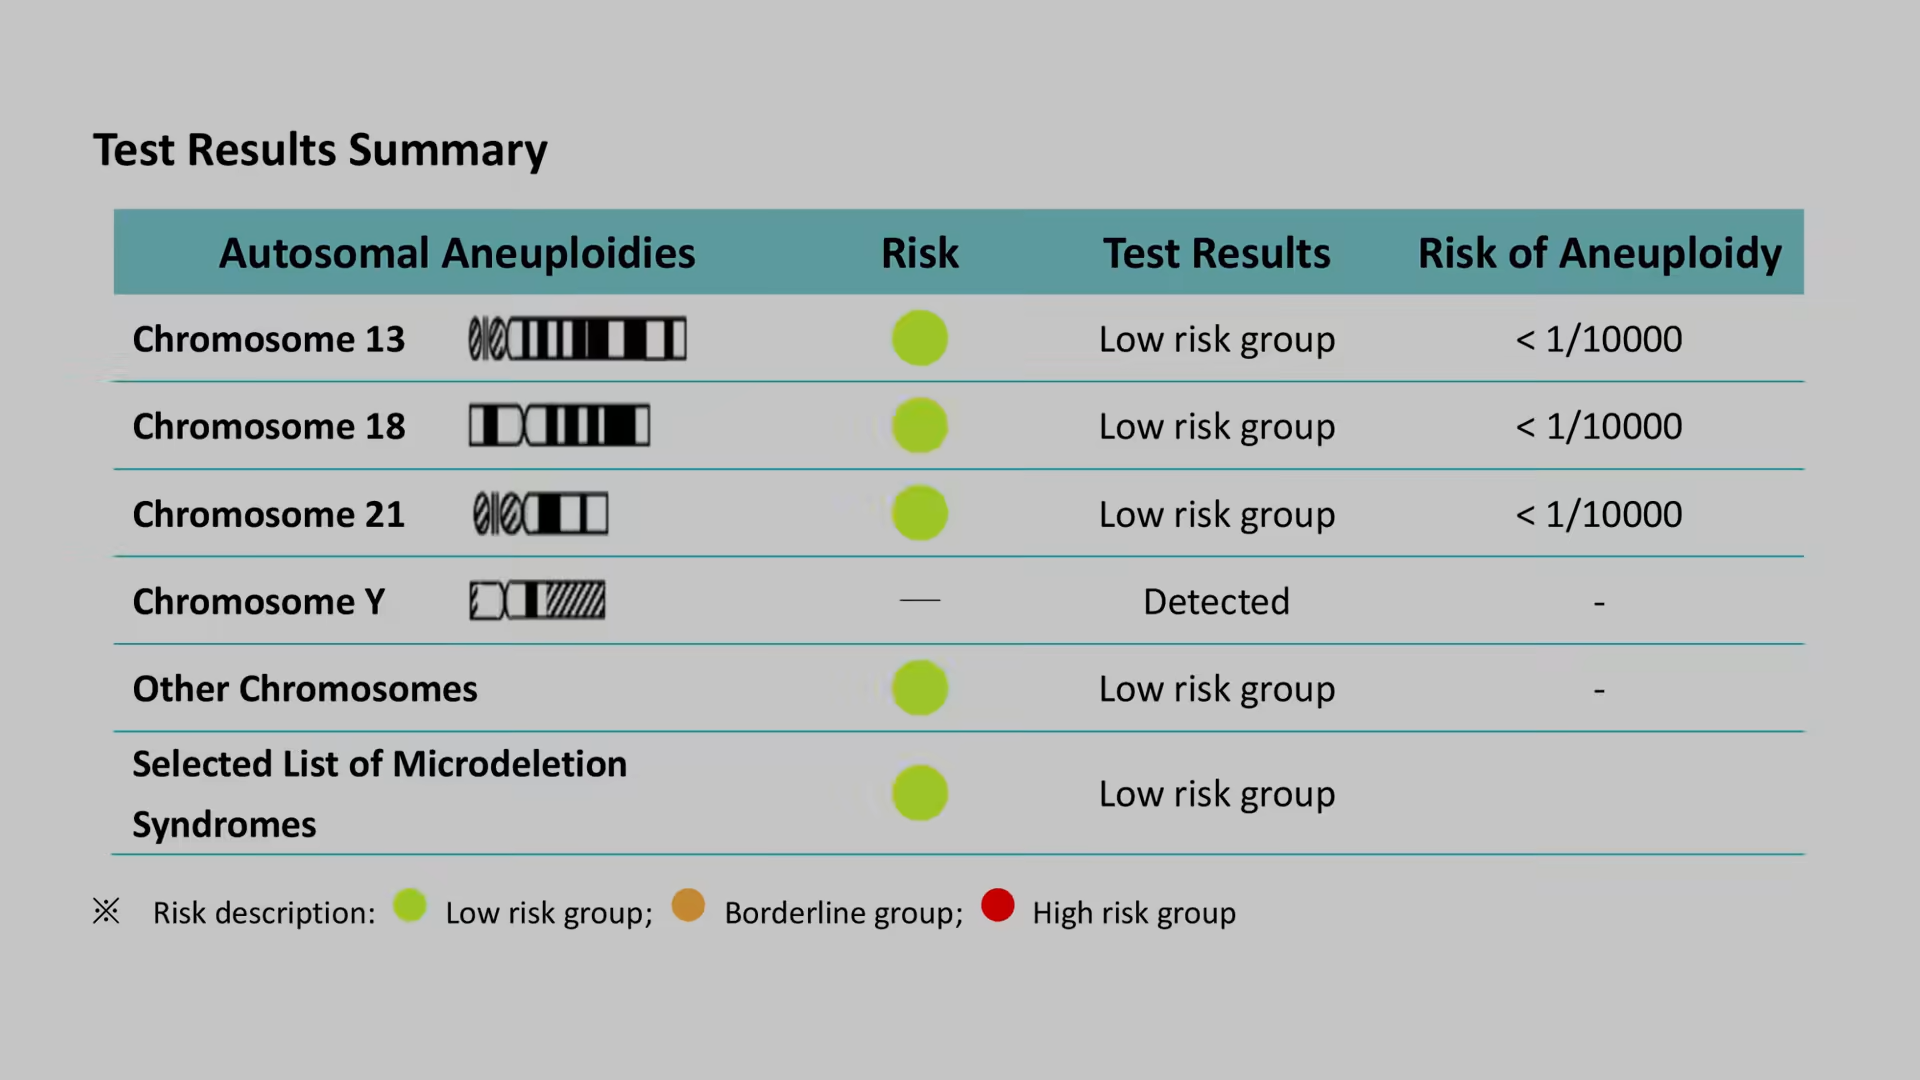 Test Results Summary
Autosomal Aneuploidies Risk Test Results Risk of Aneuploidy
Chromosome 13 Low risk group < 1/10000
Chromosome 18 Low risk group < 1/10000
Chromosome 21 Low risk group < 1/10000
Chromosome Y — Detected -
Other Chromosomes Low risk group -
Selected List of Microdeletion
Syndromes Low risk group
※ Risk description: Low risk group; Borderline group; High risk group